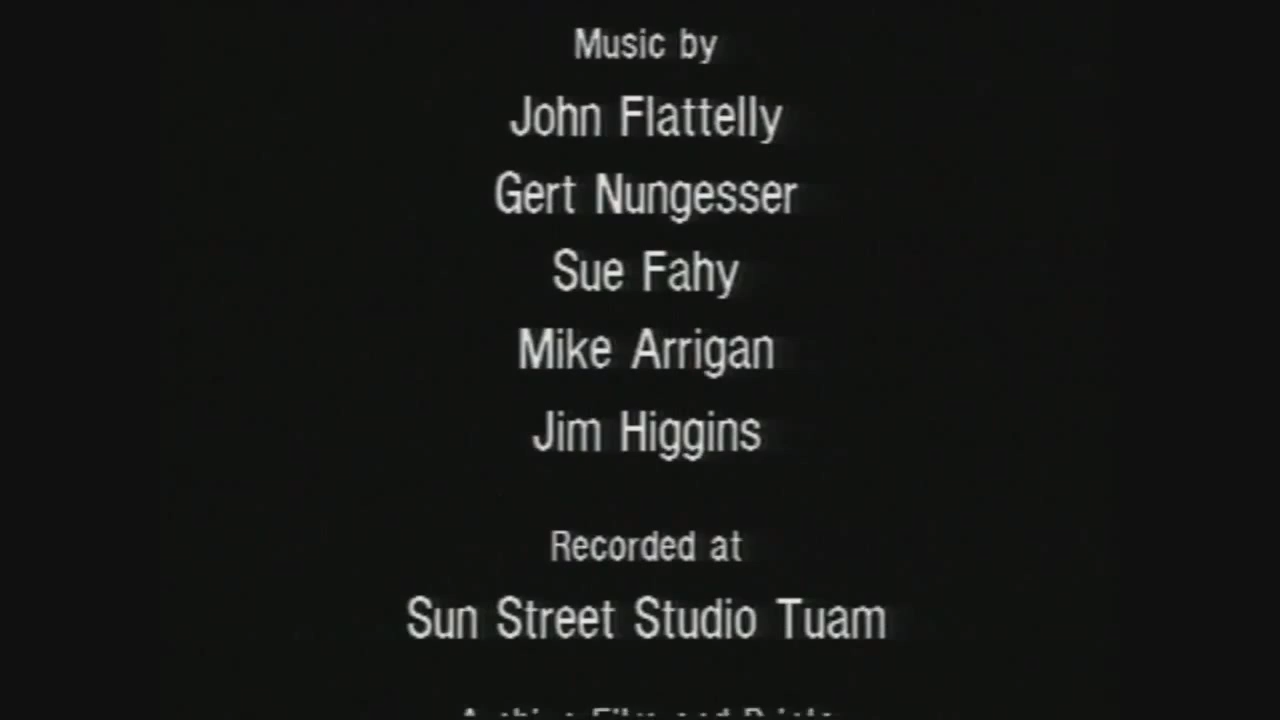 Music by
John Flattelly
Gert Nungesser
Sue Fahy
Mike Arrigan
Jim Higgins
Recorded at
Sun Street Studio Tuam